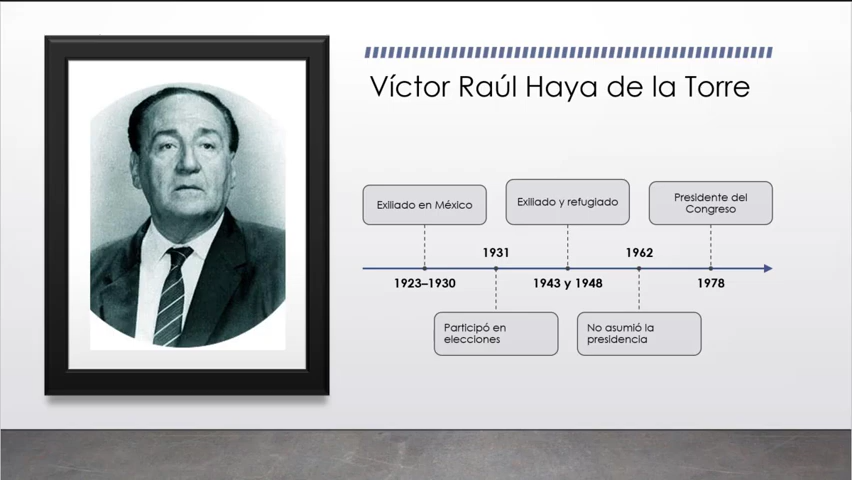 Víctor Raúl Haya de la Torre
Exiliado en México
Exiliado y refugiado
Presidente del
Congreso
1931
1962
1923–1930
1943 y 1948
1978
Participó en
elecciones
No asumió la
presidencia